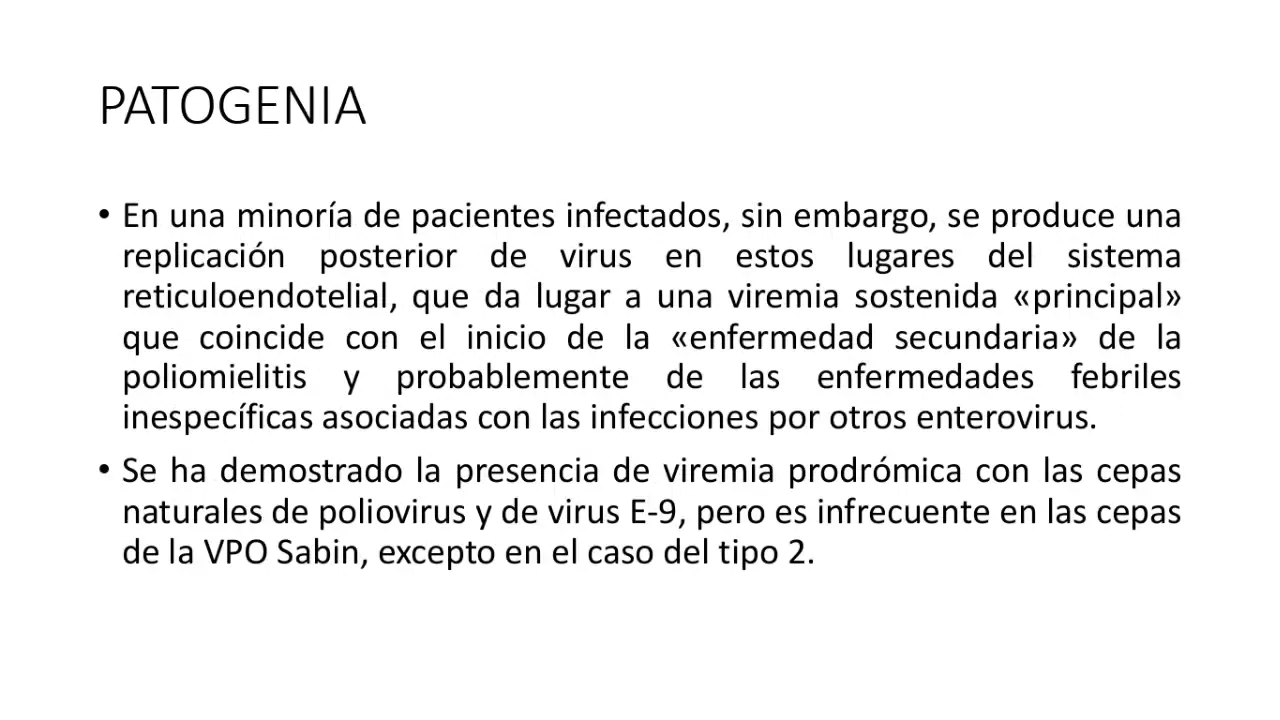 PATOGENIA
• En una minoría de pacientes infectados, sin embargo, se produce una
replicación posterior de virus en estos lugares del sistema
reticuloendotelial, que da lugar a una viremia sostenida «principal»
que coincide con el inicio de la «enfermedad secundaria» de la
poliomielitis y probablemente de las enfermedades febriles
inespecíficas asociadas con las infecciones por otros enterovirus.
• Se ha demostrado la presencia de viremia prodrómica con las cepas
naturales de poliovirus y de virus E-9, pero es infrecuente en las cepas
de la VPO Sabin, excepto en el caso del tipo 2.